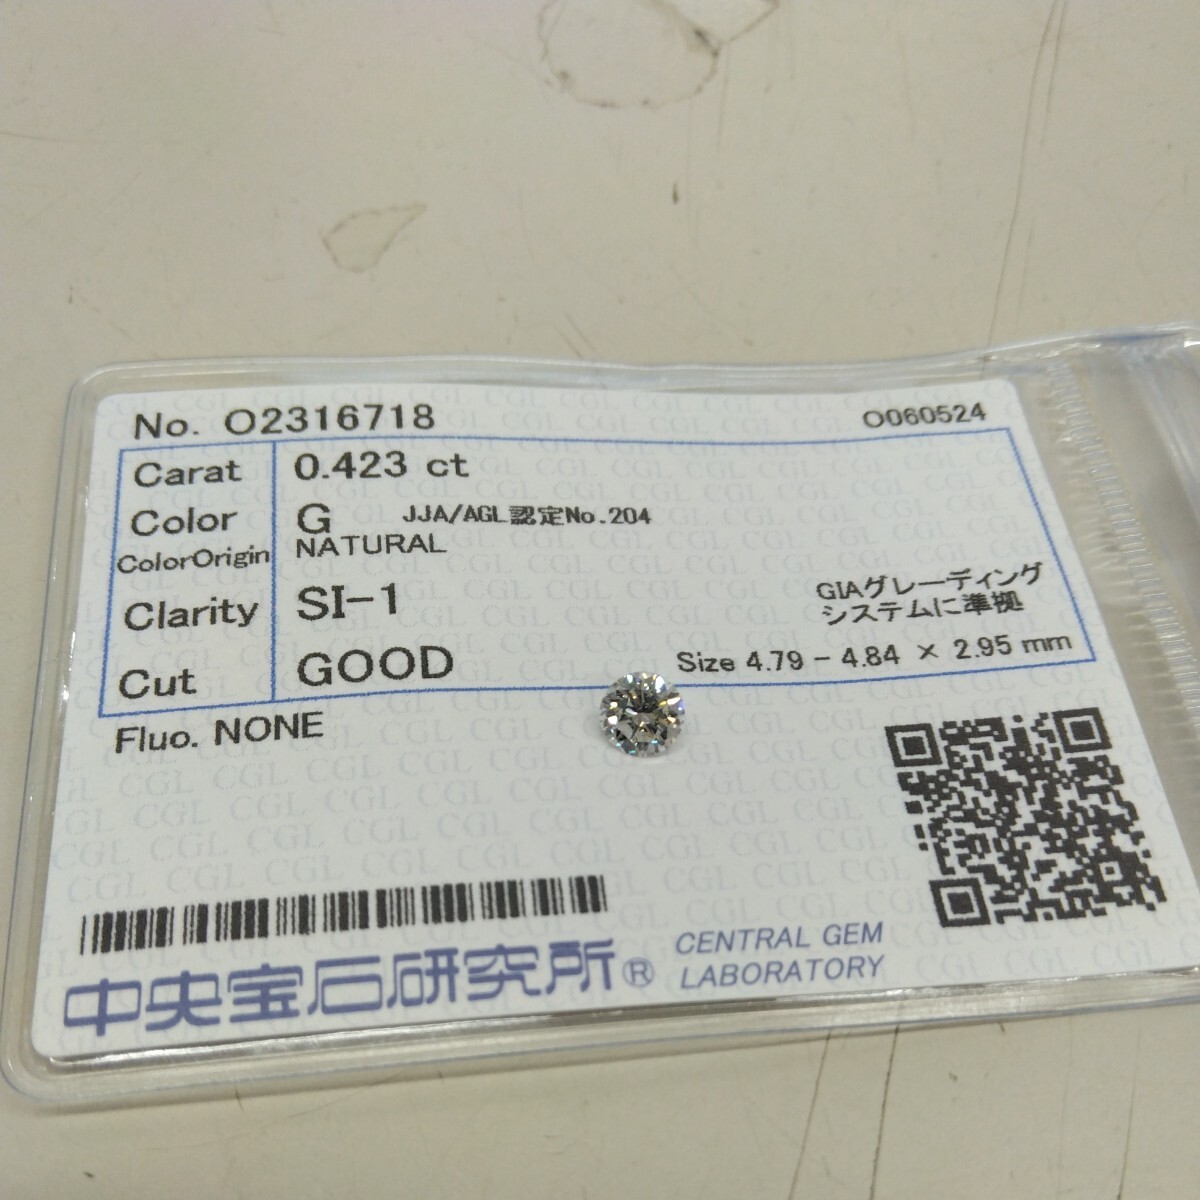 No. O2316718
O060524
Carat 0.423 ct
Color G JJA/AGL認定No.204
ColorOrigin NATURAL
Clarity SI-1
GIAグレーディング
システムに準拠
Cut GOOD
Size 4.79 - 4.84 × 2.95 mm
Fluo. NONE
中央宝石研究所®
CENTRAL GEM
LABORATORY